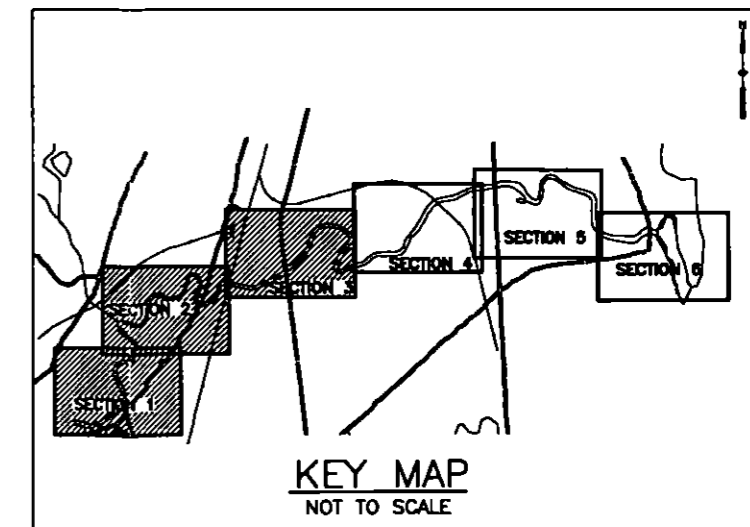 N
SECTION 5
SECTION 4
SECTION 6
SECTION 3
SECTION 2
SECTION 1
KEY MAP
NOT TO SCALE